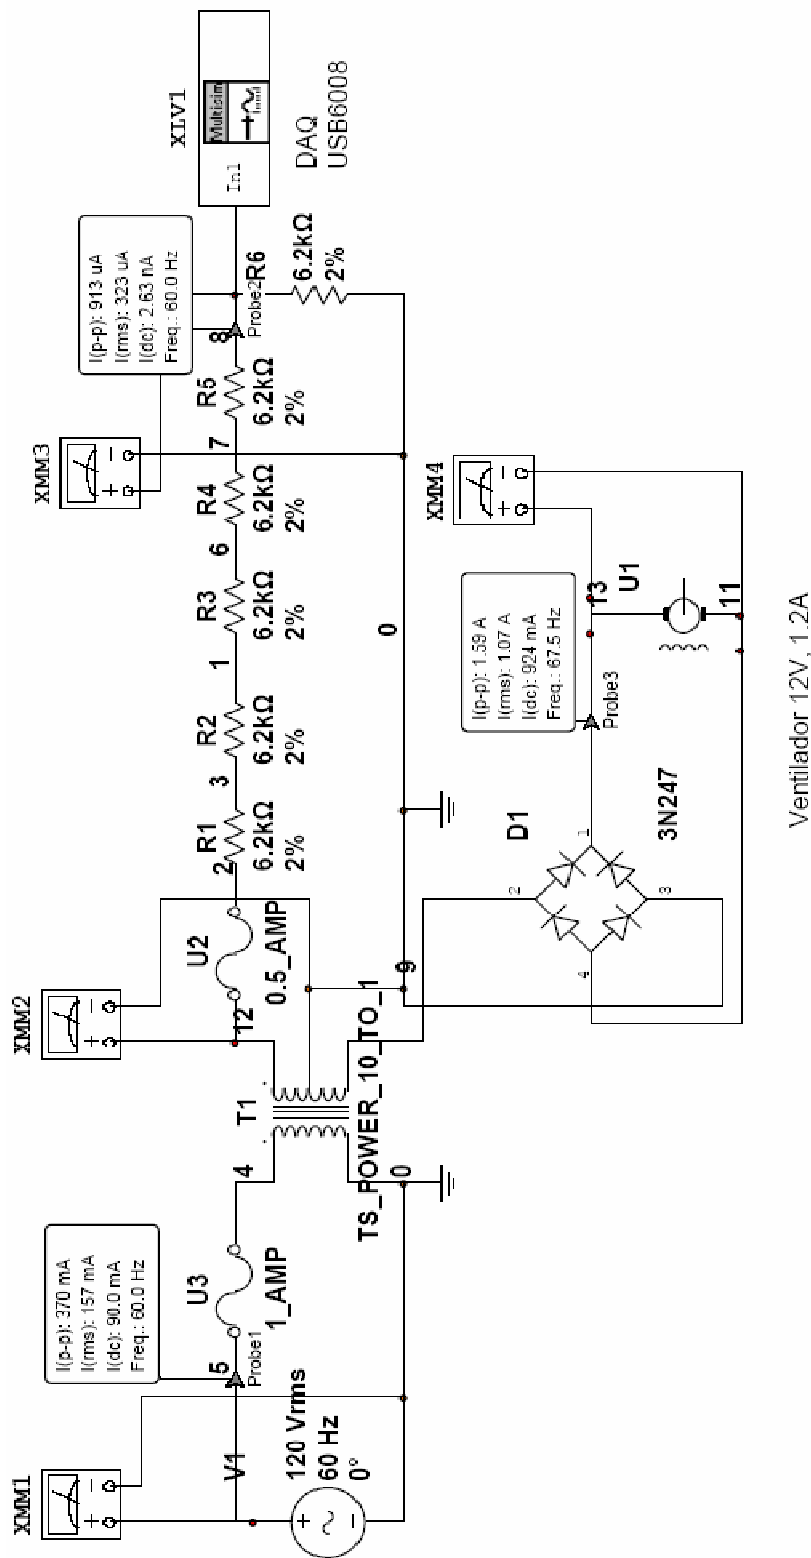 XMM1
V1
120 Vrms
60 Hz
0°
I(p-p): 370 mA
I(rms): 157 mA
I(dc): 90.0 mA
Freq.: 60.0 Hz
5
Probe1
U3
1_AMP
4
0
T1
TS_POWER_10_TO_1
XMM2
12
U2
0.5_AMP
9
2
R1
6.2kΩ
2%
3
R2
6.2kΩ
2%
1
R3
6.2kΩ
2%
6
R4
6.2kΩ
2%
7
R5
6.2kΩ
2%
8
Probe2
R6
6.2kΩ
2%
0
XMM3
I(p-p): 913 uA
I(rms): 323 uA
I(dc): 2.63 nA
Freq.: 60.0 Hz
XLV1
Multisim
In1
DAQ
USB6008
D1
3N247
1
2
3
4
I(p-p): 1.59 A
I(rms): 1.07 A
I(dc): 924 mA
Freq.: 67.5 Hz
Probe3
13
U1
11
XMM4
Ventilador 12V, 1.2A